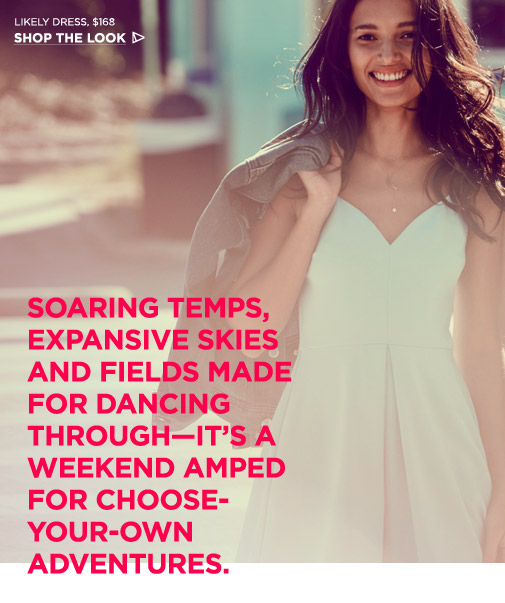 LIKELY DRESS, $168
SHOP THE LOOK
SOARING TEMPS,
EXPANSIVE SKIES
AND FIELDS MADE
FOR DANCING
THROUGH—IT'S A
WEEKEND AMPED
FOR CHOOSE-
YOUR-OWN
ADVENTURES.